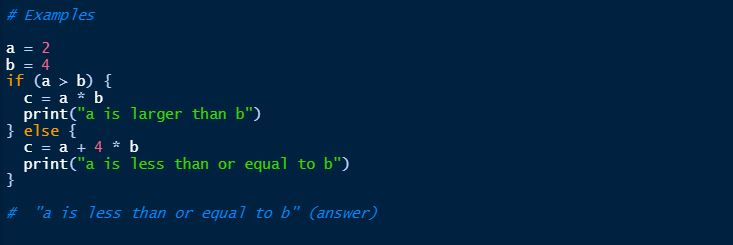 # Examples
a = 2
b = 4
if (a > b) {
  c = a * b
  print("a is larger than b")
} else {
  c = a + 4 * b
  print("a is less than or equal to b")
}
#  "a is less than or equal to b" (answer)